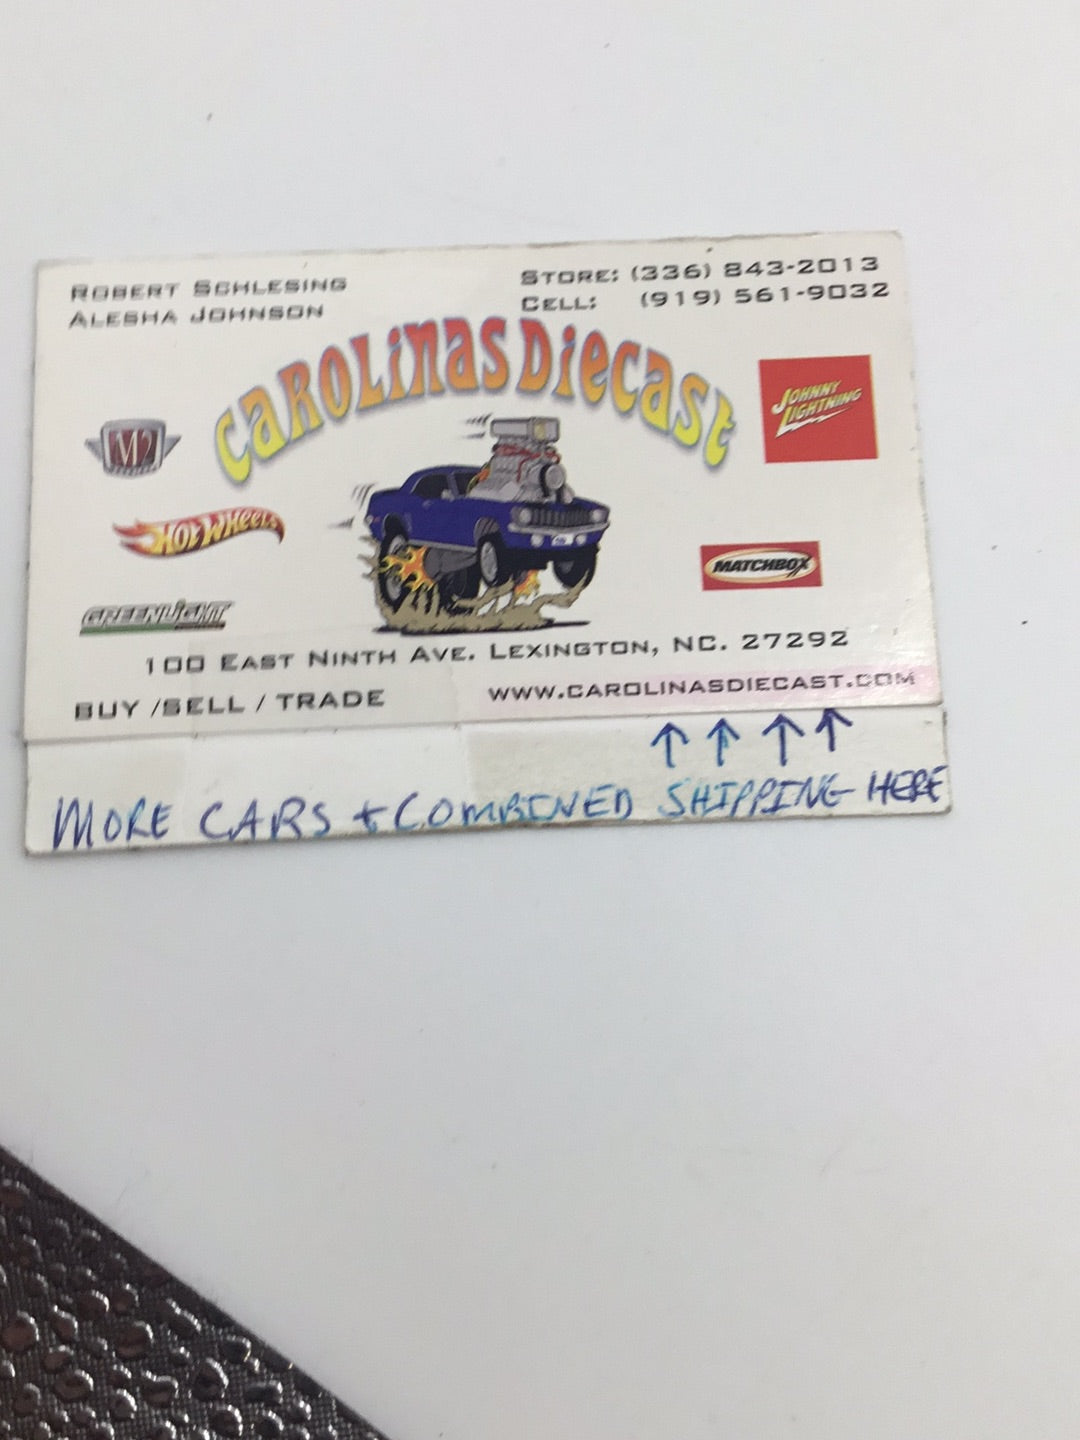 ROBERT SCHLESING
ALESHA JOHNSON
STORE: (336) 843-2013
CELL: (919) 561-9032
CAROLINAS DIECAST
M2
JOHNNY LIGHTNING
HOT WHEELS
MATCHBOX
GREENLIGHT
100 EAST NINTH AVE. LEXINGTON, NC. 27292
BUY /SELL / TRADE
WWW.CAROLINASDIECAST.COM
↑ ↑ ↑ ↑
MORE CARS + COMBINED SHIPPING HERE